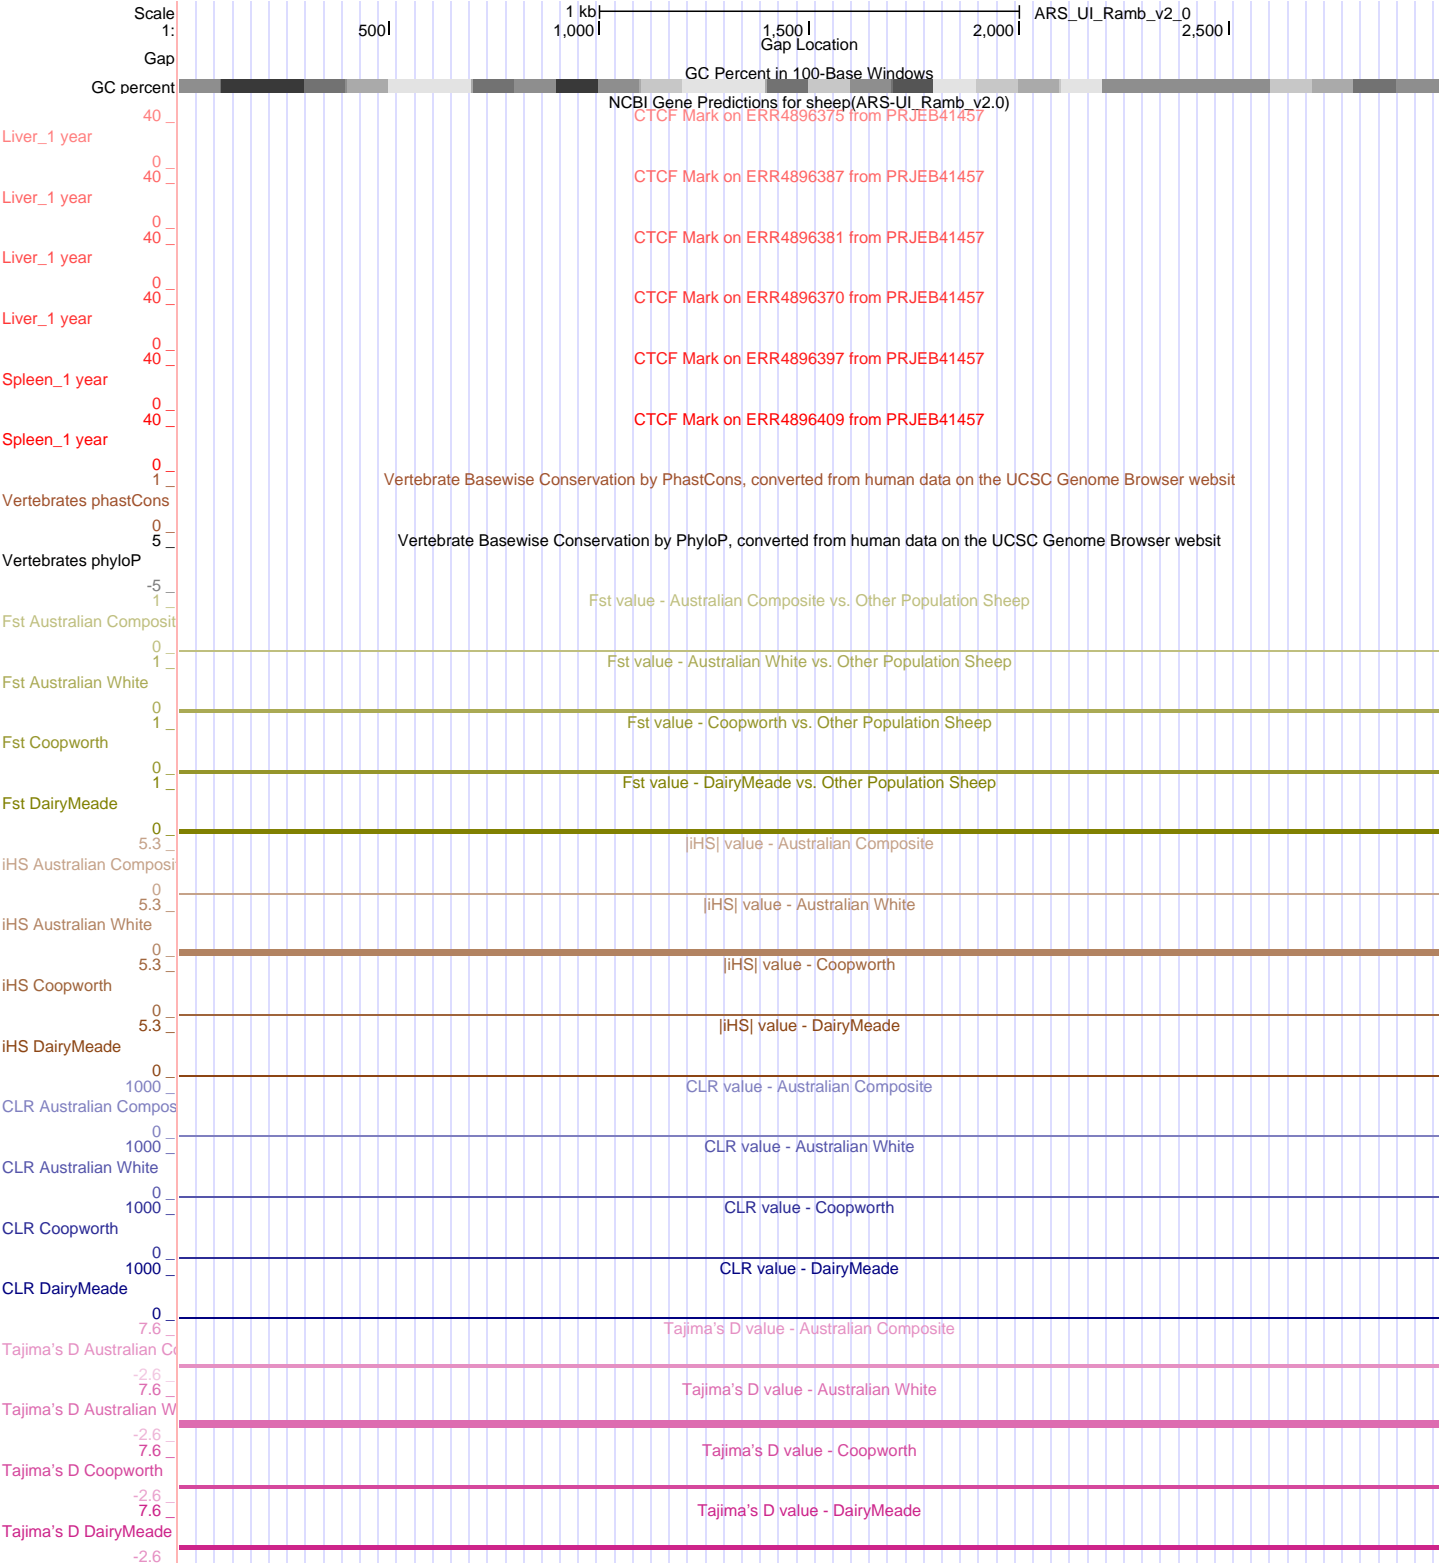 Scale 1 kb ARS_UI_Ramb_v2_0
1: 500 1,000 1,500 2,000 2,500
Gap Location
Gap
GC Percent in 100-Base Windows
GC percent
NCBI Gene Predictions for sheep(ARS-UI_Ramb_v2.0)
40 _ CTCF Mark on ERR4896375 from PRJEB41457
Liver_1 year
0 _
40 _ CTCF Mark on ERR4896387 from PRJEB41457
Liver_1 year
0 _
40 _ CTCF Mark on ERR4896381 from PRJEB41457
Liver_1 year
0 _
40 _ CTCF Mark on ERR4896370 from PRJEB41457
Liver_1 year
0 _
40 _ CTCF Mark on ERR4896397 from PRJEB41457
Spleen_1 year
0 _
40 _ CTCF Mark on ERR4896409 from PRJEB41457
Spleen_1 year
0 _
1 _ Vertebrate Basewise Conservation by PhastCons, converted from human data on the UCSC Genome Browser websit
Vertebrates phastCons
0 _
5 _ Vertebrate Basewise Conservation by PhyloP, converted from human data on the UCSC Genome Browser websit
Vertebrates phyloP
-5 _
1 _ Fst value - Australian Composite vs. Other Population Sheep
Fst Australian Composit
0 _
1 _ Fst value - Australian White vs. Other Population Sheep
Fst Australian White
0 _
1 _ Fst value - Coopworth vs. Other Population Sheep
Fst Coopworth
0 _
1 _ Fst value - DairyMeade vs. Other Population Sheep
Fst DairyMeade
0 _
5.3 _ |iHS| value - Australian Composite
iHS Australian Composi
0 _
5.3 _ |iHS| value - Australian White
iHS Australian White
0 _
5.3 _ |iHS| value - Coopworth
iHS Coopworth
0 _
5.3 _ |iHS| value - DairyMeade
iHS DairyMeade
0 _
1000 _ CLR value - Australian Composite
CLR Australian Compos
0 _
1000 _ CLR value - Australian White
CLR Australian White
0 _
1000 _ CLR value - Coopworth
CLR Coopworth
0 _
1000 _ CLR value - DairyMeade
CLR DairyMeade
0 _
7.6 _ Tajima's D value - Australian Composite
Tajima's D Australian Co
-2.6 _
7.6 _ Tajima's D value - Australian White
Tajima's D Australian W
-2.6 _
7.6 _ Tajima's D value - Coopworth
Tajima's D Coopworth
-2.6 _
7.6 _ Tajima's D value - DairyMeade
Tajima's D DairyMeade
-2.6